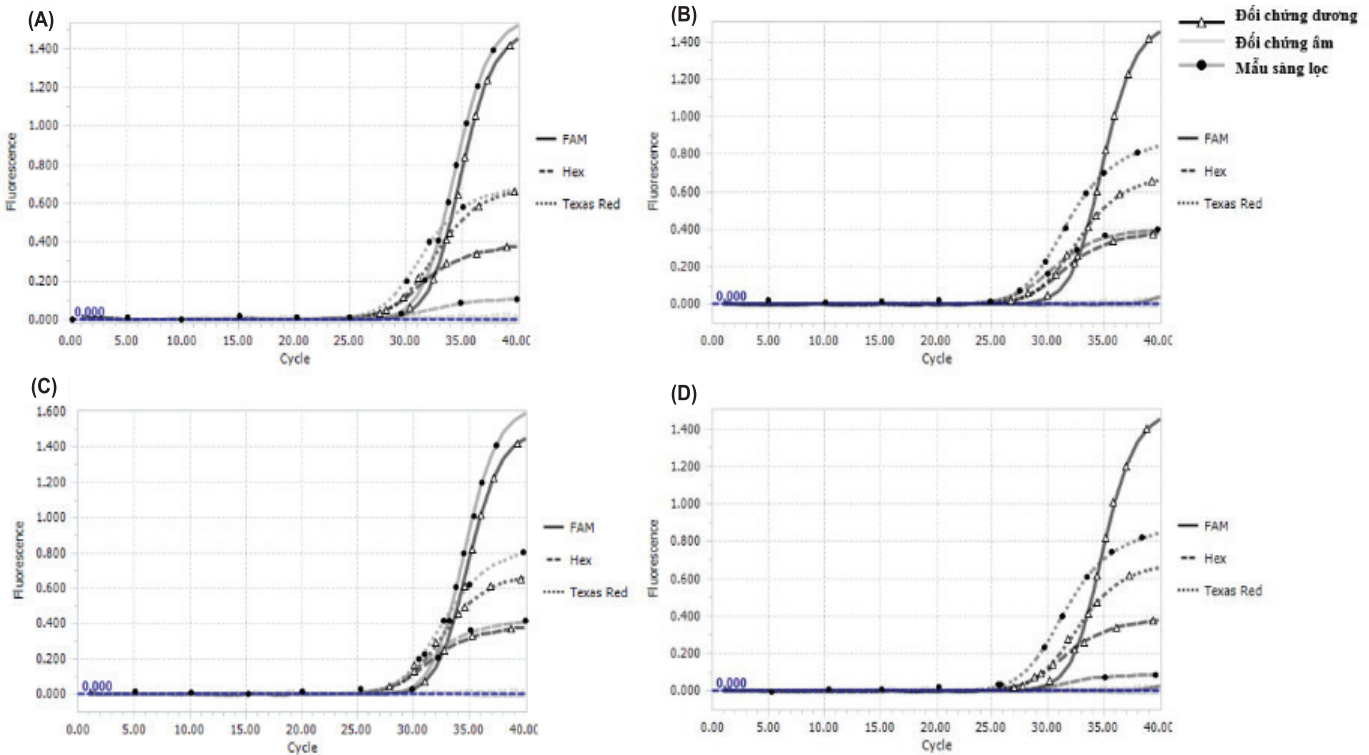 (A)
1.400
1.200
1.000
0.800
0.600
0.400
0.200
0.000
0.000
Fluorescence
0.00 5.00 10.00 15.00 20.00 25.00 30.00 35.00 40.00
Cycle
FAM
Hex
Texas Red
(B)
1.400
1.200
1.000
0.800
0.600
0.400
0.200
0.000
0.000
Fluorescence
0.00 5.00 10.00 15.00 20.00 25.00 30.00 35.00 40.0
Cycle
FAM
Hex
Texas Red
Đối chứng dương
Đối chứng âm
Mẫu sàng lọc
(C)
1.600
1.400
1.200
1.000
0.800
0.600
0.400
0.200
0.000
0.000
Fluorescence
0.00 5.00 10.00 15.00 20.00 25.00 30.00 35.00 40.0
Cycle
FAM
Hex
Texas Red
(D)
1.400
1.200
1.000
0.800
0.600
0.400
0.200
0.000
0.000
Fluorescence
0.00 5.00 10.00 15.00 20.00 25.00 30.00 35.00 40.0
Cycle
FAM
Hex
Texas Red